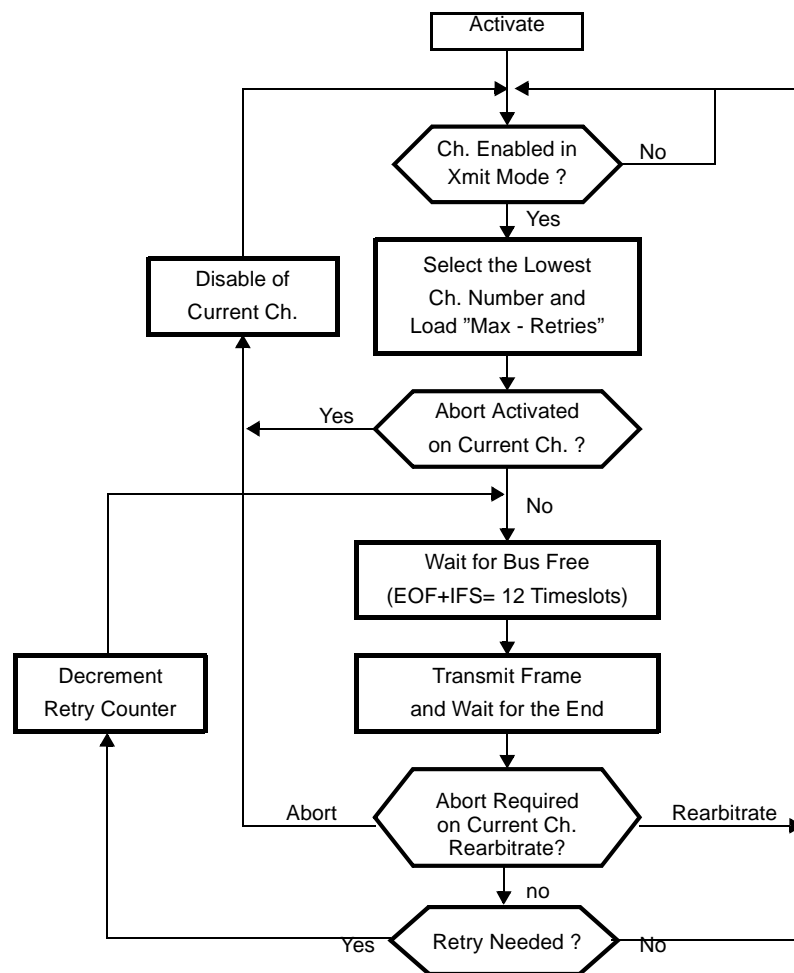 Activate
Ch. Enabled in
Xmit Mode ?
No
Yes
Select the Lowest
Ch. Number and
Load ”Max - Retries”
Disable of
Current Ch.
Yes
Abort Activated
on Current Ch. ?
No
Wait for Bus Free
(EOF+IFS= 12 Timeslots)
Decrement
Retry Counter
Transmit Frame
and Wait for the End
Abort
Abort Required
on Current Ch.
Rearbitrate?
Rearbitrate
no
Yes
Retry Needed ?
No